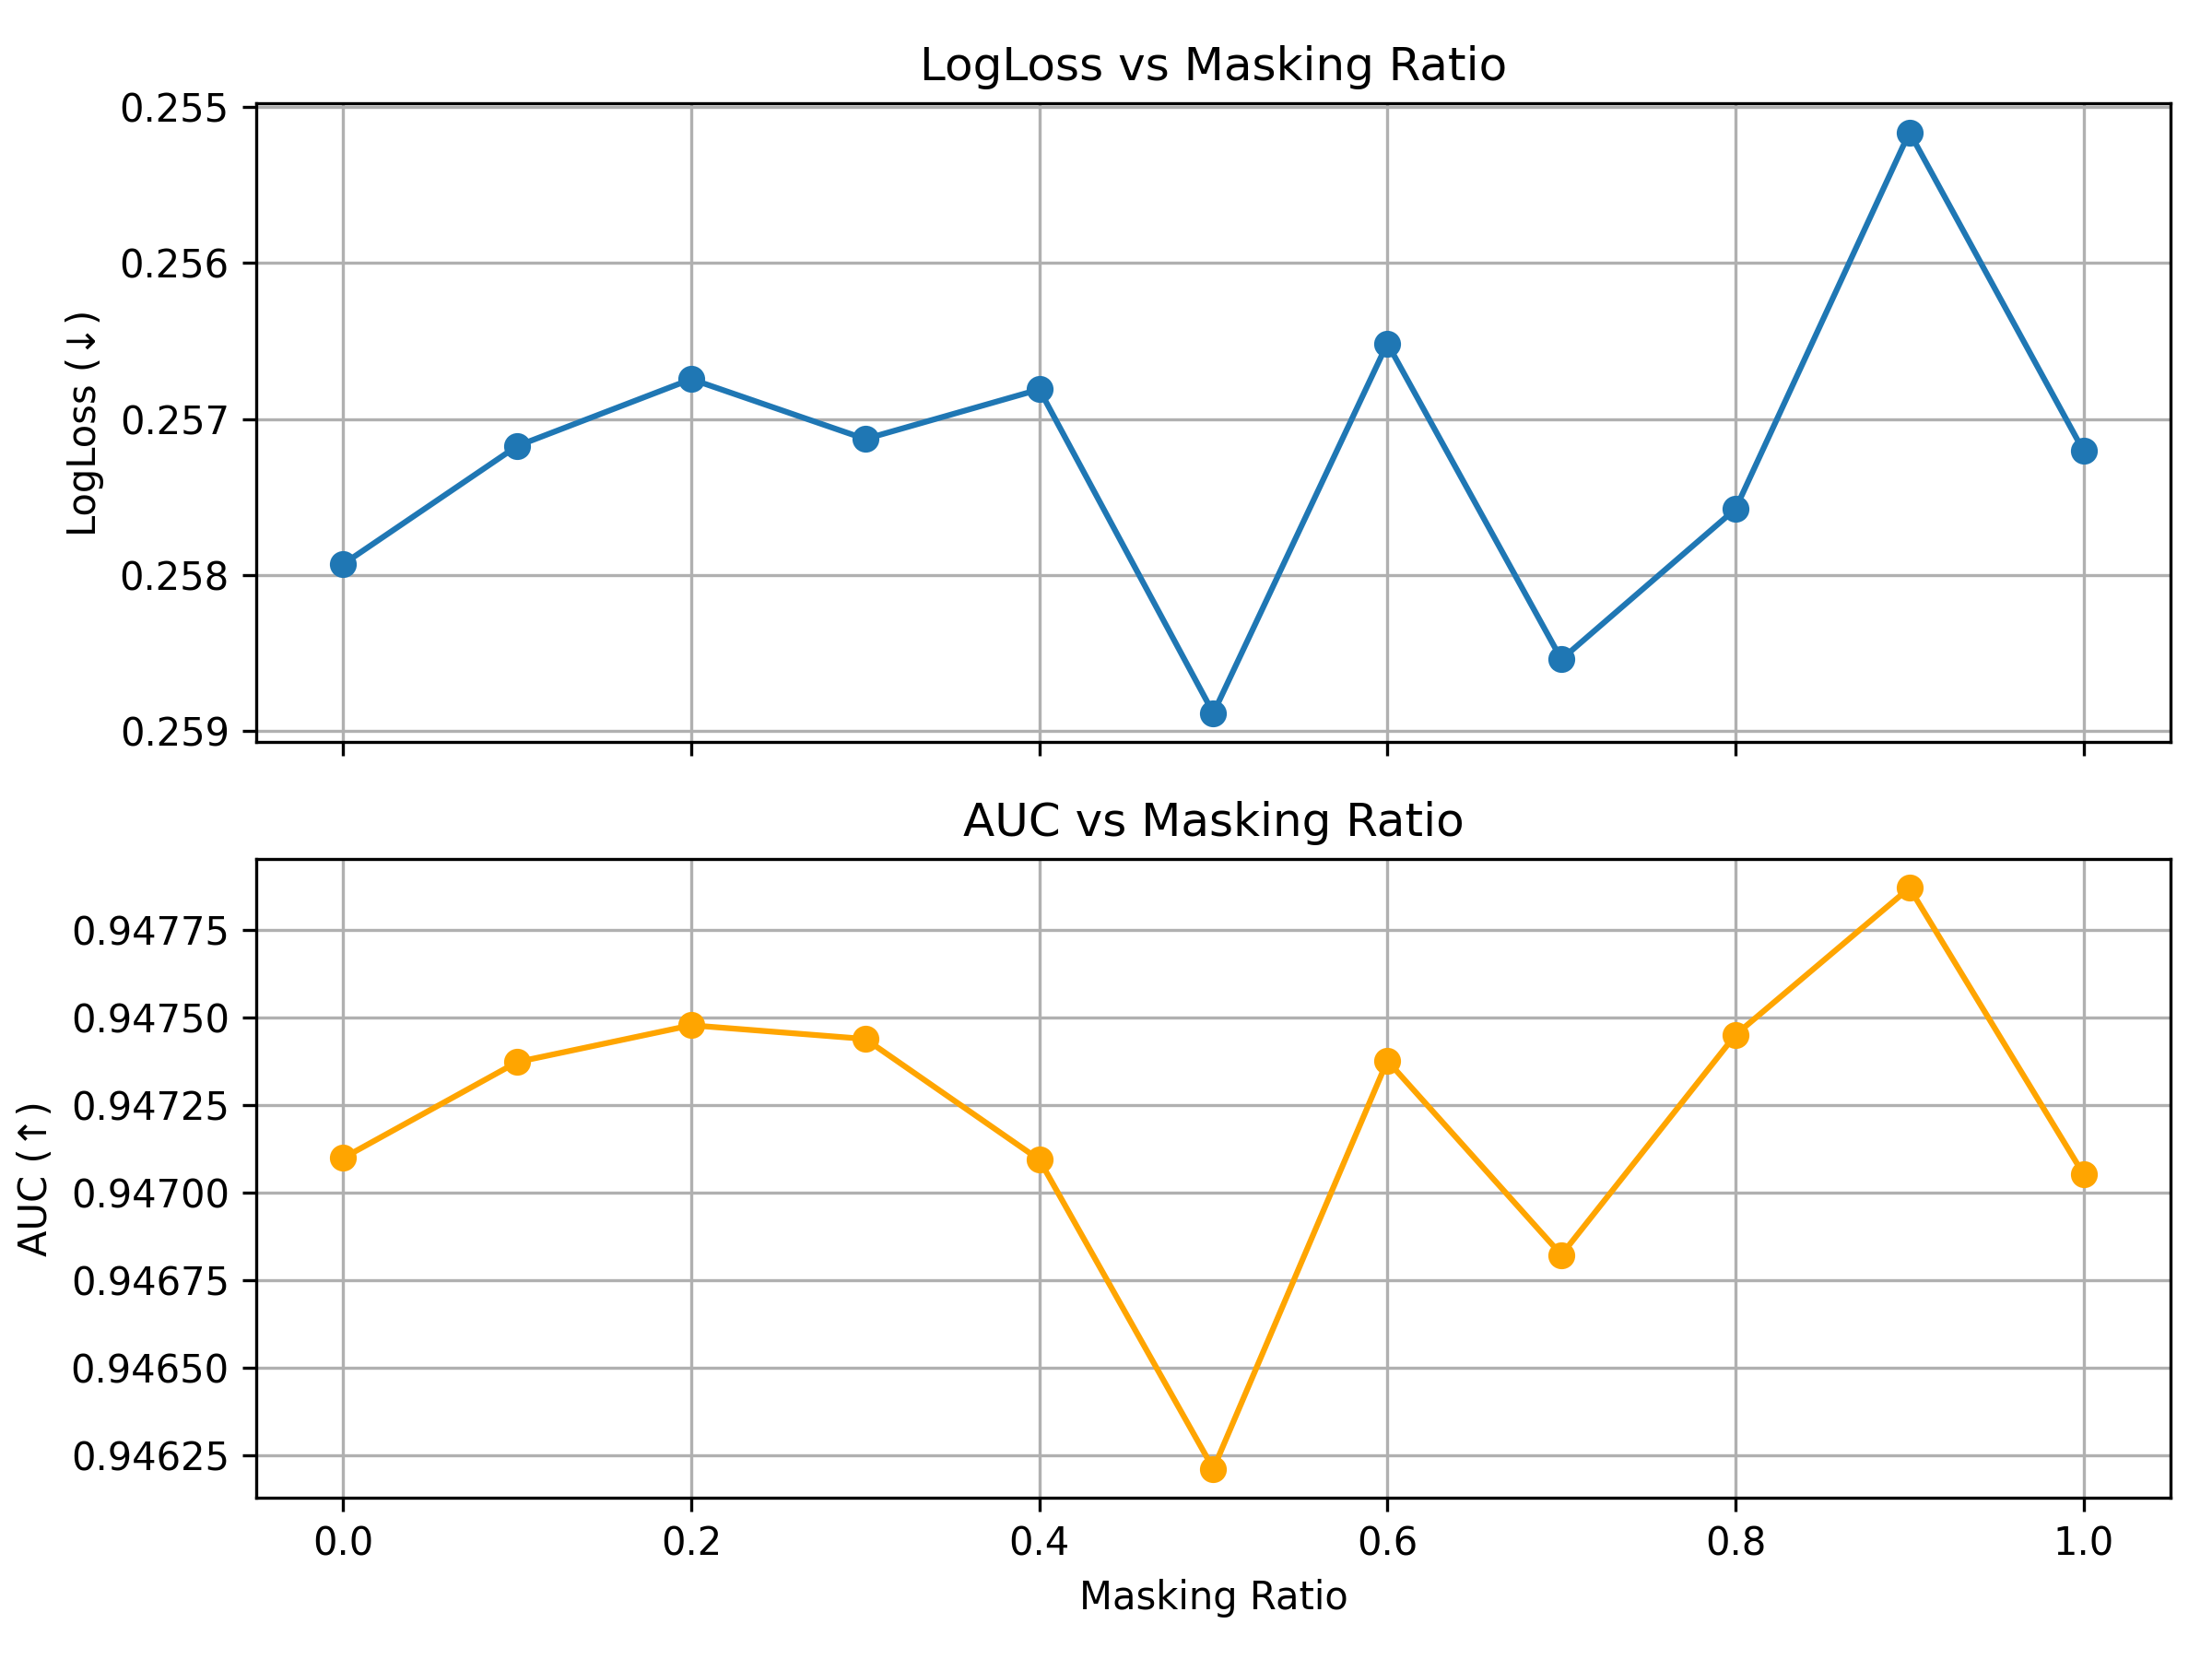 LogLoss vs Masking Ratio
0.255
0.256
0.257
0.258
0.259
LogLoss (↓)
AUC vs Masking Ratio
0.94775
0.94750
0.94725
0.94700
0.94675
0.94650
0.94625
AUC (↑)
0.0 0.2 0.4 0.6 0.8 1.0
Masking Ratio